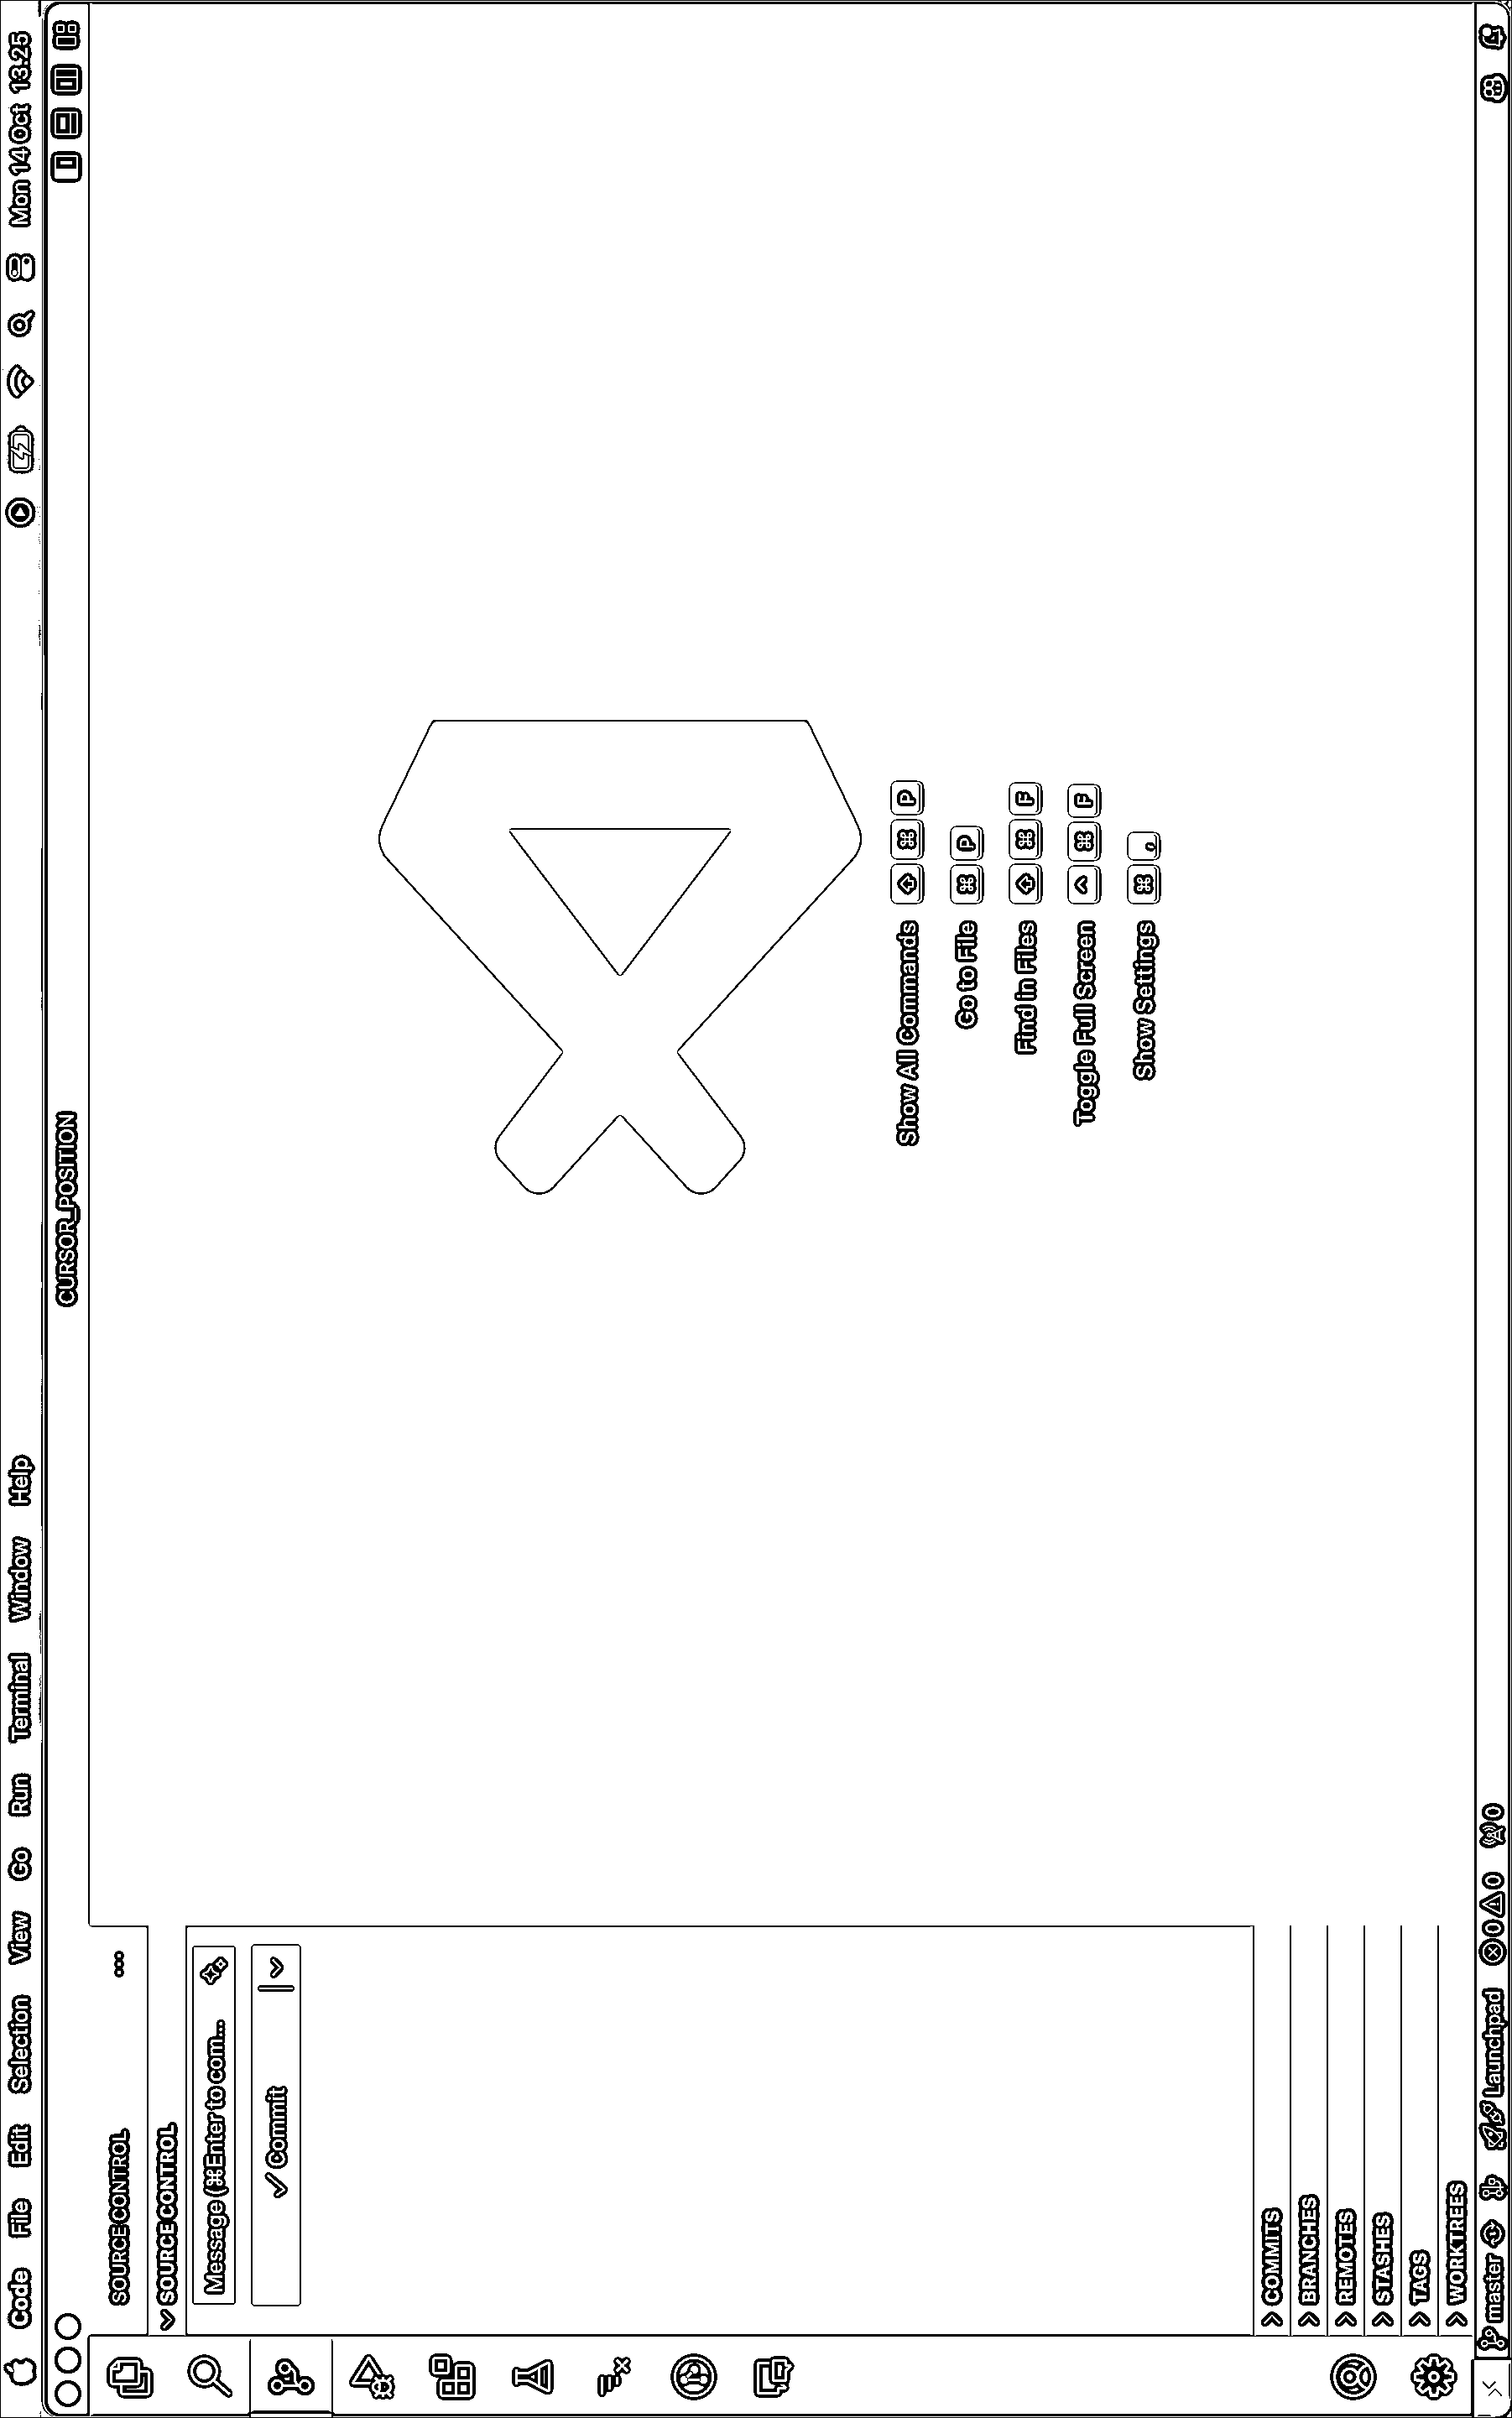 Code File Edit Selection View Go Run Terminal Window Help Mon 14 Oct 13.25
CURSOR_POSITION
SOURCE CONTROL
SOURCE CONTROL
Message (⌘Enter to com...
Commit
Show All Commands ⇧ ⌘ P
Go to File ⌘ P
Find in Files ⇧ ⌘ F
Toggle Full Screen ^ ⌘ F
Show Settings ⌘ ,
COMMITS
BRANCHES
REMOTES
STASHES
TAGS
WORKTREES
master Launchpad 0 0 0